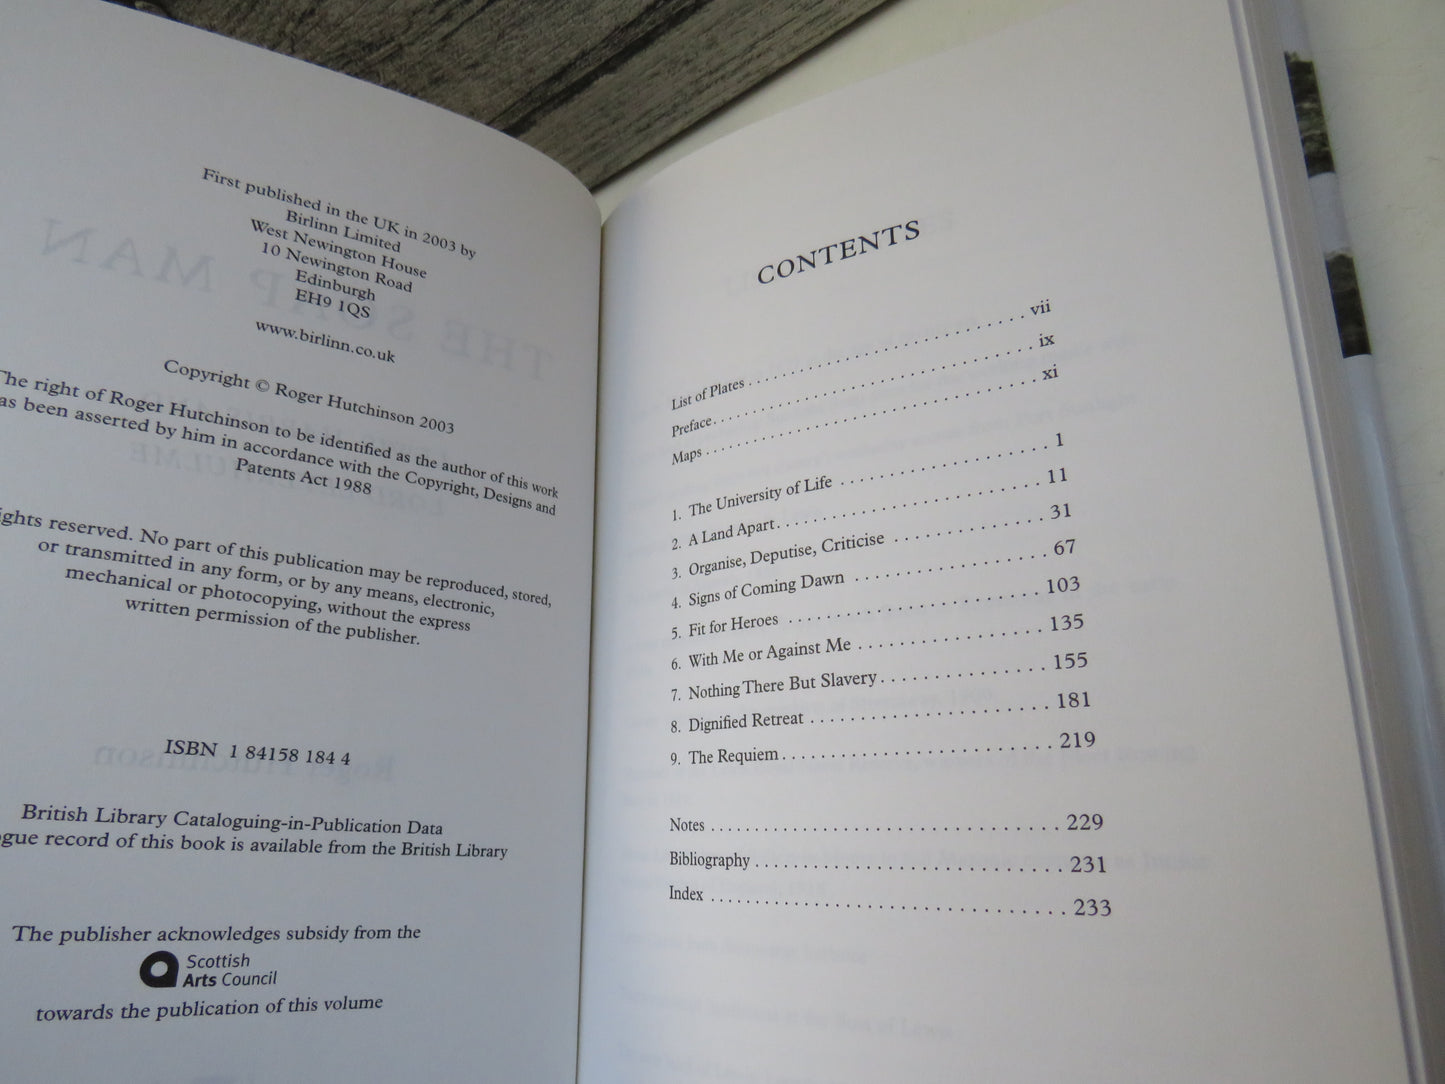 First published in the UK in 2003 by
Birlinn Limited
West Newington House
10 Newington Road
Edinburgh
EH9 1QS
www.birlinn.co.uk
Copyright © Roger Hutchinson 2003
The right of Roger Hutchinson to be identified as the author of this work
as been asserted by him in accordance with the Copyright, Designs and
Patents Act 1988
ights reserved. No part of this publication may be reproduced, stored,
or transmitted in any form, or by any means, electronic,
mechanical or photocopying, without the express
written permission of the publisher.
ISBN 1 84158 184 4
British Library Cataloguing-in-Publication Data
gue record of this book is available from the British Library
The publisher acknowledges subsidy from the
Scottish
Arts Council
towards the publication of this volume
CONTENTS
List of Plates . . . . . . . . . . . . . . . . . . . . . . . . . vii
Preface. . . . . . . . . . . . . . . . . . . . . . . . . . . . . ix
Maps . . . . . . . . . . . . . . . . . . . . . . . . . . . . . xi
1. The University of Life . . . . . . . . . . . . . . . . . . 1
2. A Land Apart. . . . . . . . . . . . . . . . . . . . . . . 11
3. Organise, Deputise, Criticise . . . . . . . . . . . . . 31
4. Signs of Coming Dawn . . . . . . . . . . . . . . . . 67
5. Fit for Heroes . . . . . . . . . . . . . . . . . . . . . . 103
6. With Me or Against Me . . . . . . . . . . . . . . . . 135
7. Nothing There But Slavery. . . . . . . . . . . . . . 155
8. Dignified Retreat . . . . . . . . . . . . . . . . . . . . 181
9. The Requiem. . . . . . . . . . . . . . . . . . . . . . . 219
Notes . . . . . . . . . . . . . . . . . . . . . . . . . . . . 229
Bibliography . . . . . . . . . . . . . . . . . . . . . . . . 231
Index . . . . . . . . . . . . . . . . . . . . . . . . . . . . 233